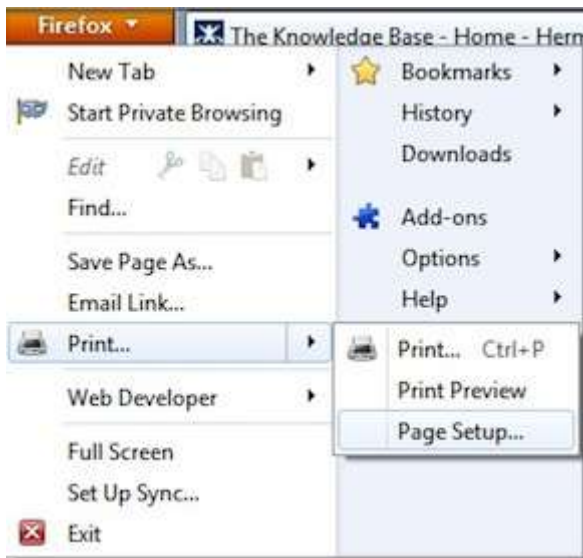 Firefox
The Knowledge Base - Home - Herm
New Tab
Start Private Browsing
Edit
Find...
Save Page As...
Email Link...
Print...
Web Developer
Full Screen
Set Up Sync...
Exit
Bookmarks
History
Downloads
Add-ons
Options
Help
Print... Ctrl+P
Print Preview
Page Setup...